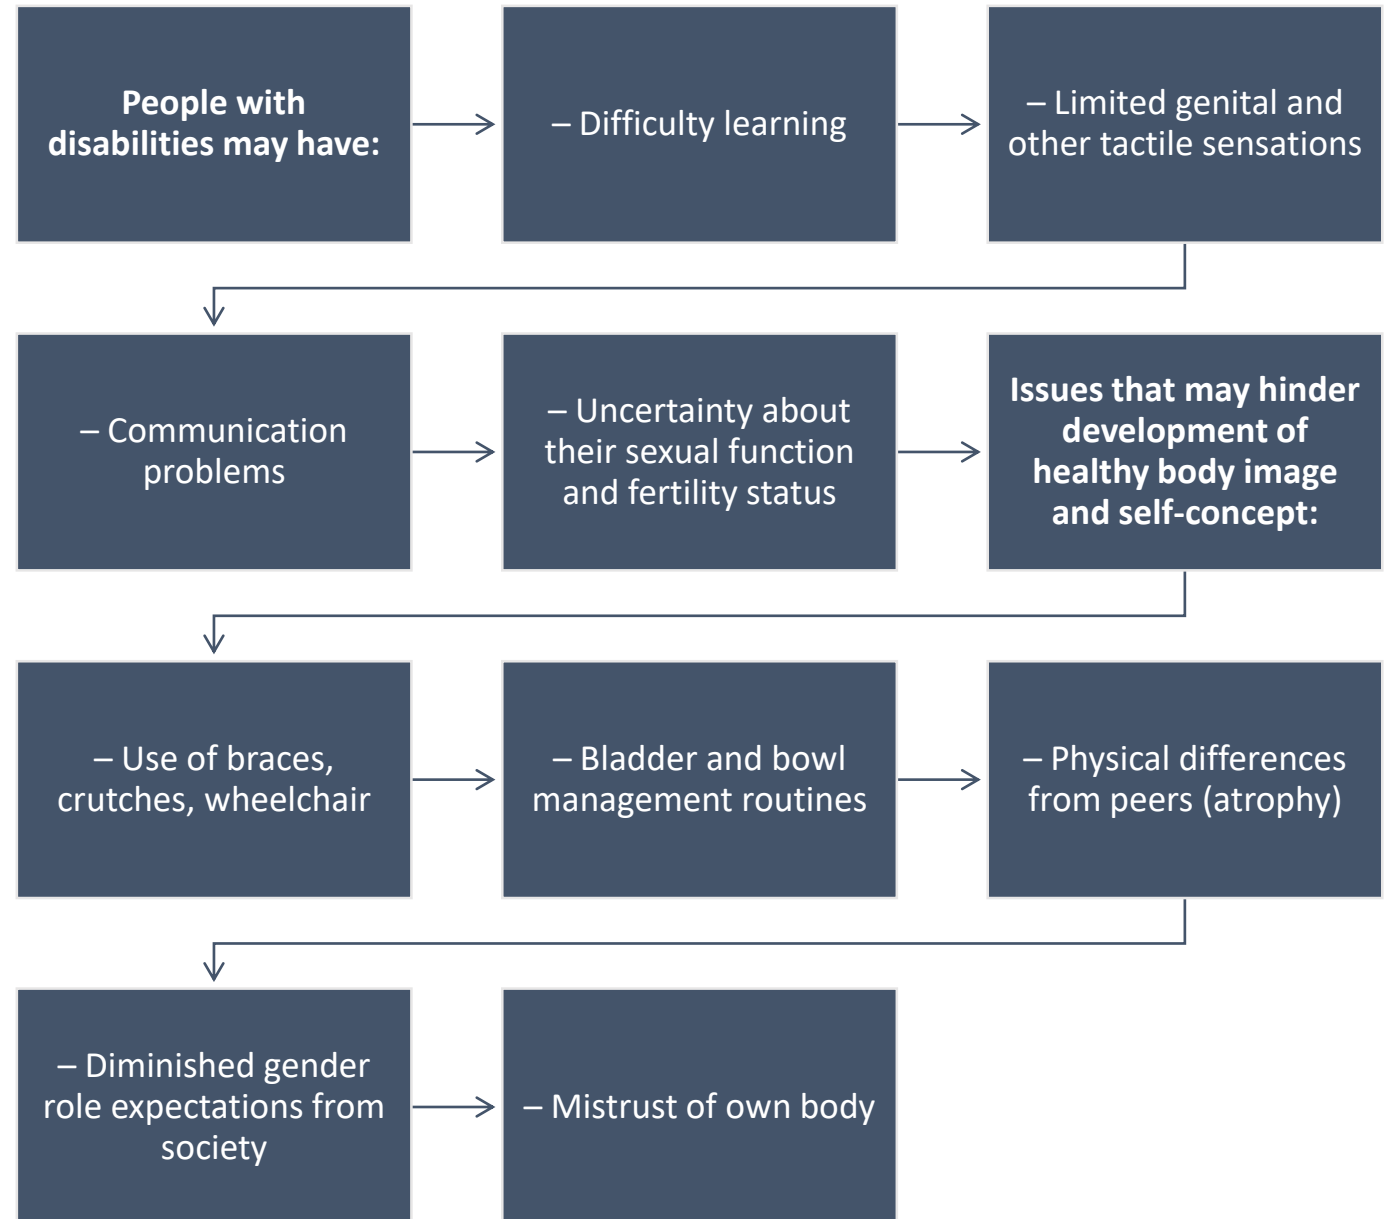 People with
disabilities may have:
– Difficulty learning
– Limited genital and
other tactile sensations
– Communication
problems
– Uncertainty about
their sexual function
and fertility status
Issues that may hinder
development of
healthy body image
and self-concept:
– Use of braces,
crutches, wheelchair
– Bladder and bowl
management routines
– Physical differences
from peers (atrophy)
– Diminished gender
role expectations from
society
– Mistrust of own body